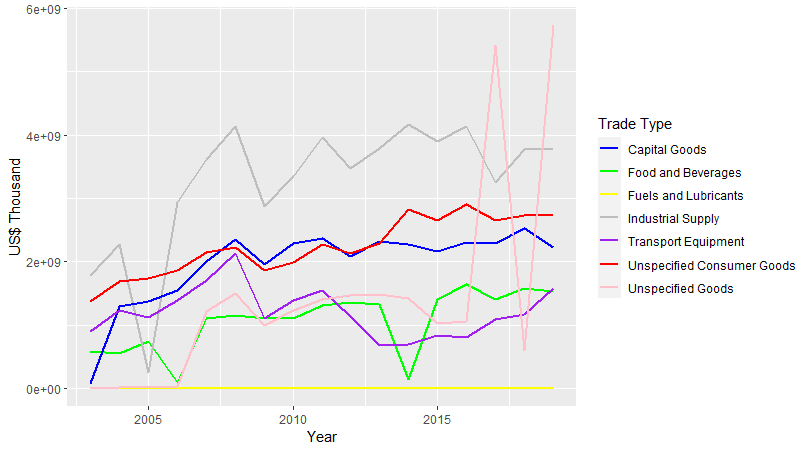 6e+09
4e+09
2e+09
0e+00
US$ Thousand
2005 2010 2015
Year
Trade Type
Capital Goods
Food and Beverages
Fuels and Lubricants
Industrial Supply
Transport Equipment
Unspecified Consumer Goods
Unspecified Goods